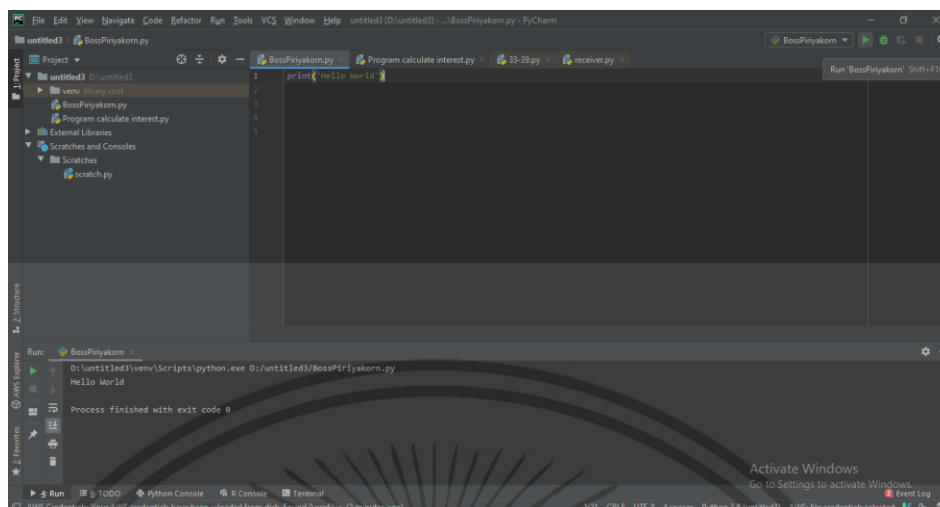 PC File Edit View Navigate Code Refactor Run Tools VCS Window Help untitled3 [D:\untitled3] - ...\BossPiriyakorn.py - PyCharm
untitled3 BossPiriyakorn.py BossPiriyakorn
Project BossPiriyakorn.py Program calculate interest.py 33-39.py receiver.py
Run 'BossPiriyakorn' Shift+F10
1: Project
untitled3 D:\untitled3
venv library root
BossPiriyakorn.py
Program calculate interest.py
External Libraries
Scratches and Consoles
Scratches
scratch.py
1 print('Hello World')
2
3
4
5
2: Structure
AWS Explorer
2: Favorites
Run: BossPiriyakorn
D:\untitled3\venv\Scripts\python.exe D:/untitled3/BossPiriyakorn.py
Hello World
Process finished with exit code 0
Activate Windows
Go to Settings to activate Windows.
4: Run 6: TODO Python Console R Console Terminal Event Log